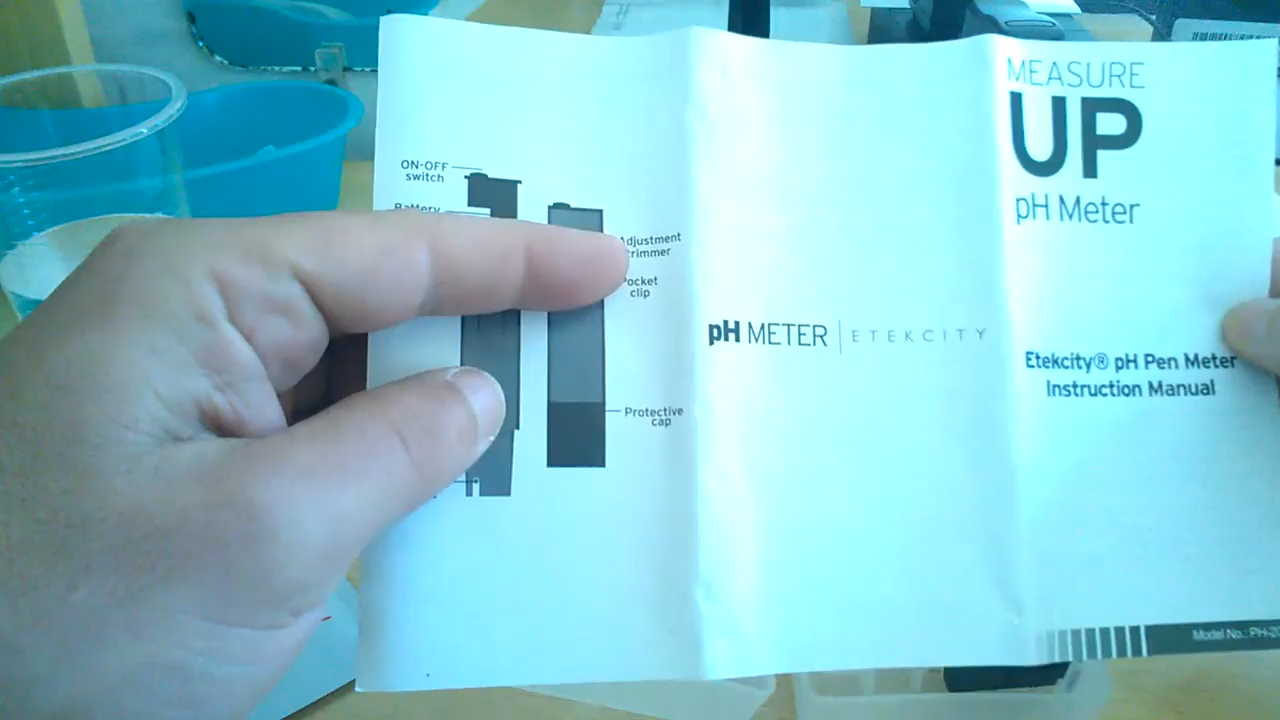 ON-OFF
switch
Battery
Adjustment
trimmer
Pocket
clip
Protective
cap
pH METER | ETEKCITY
MEASURE
UP
pH Meter
Etekcity® pH Pen Meter
Instruction Manual
Model No.: